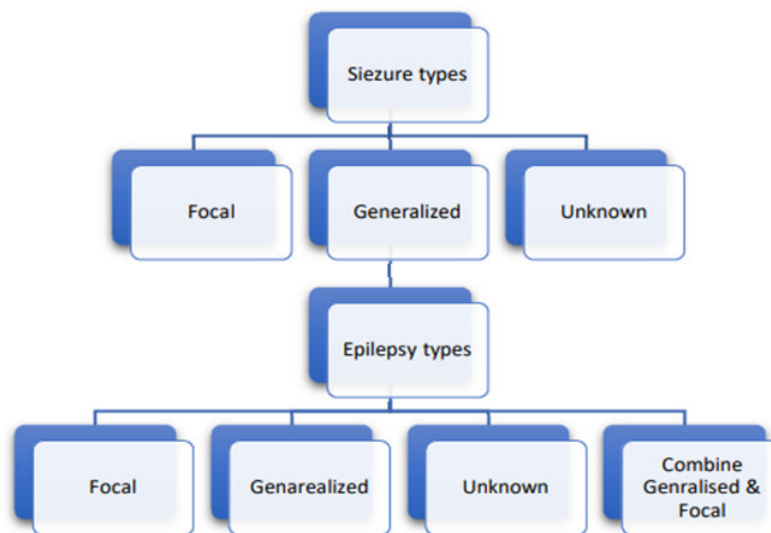 Siezure types
Focal
Generalized
Unknown
Epilepsy types
Focal
Genarealized
Unknown
Combine
Genralised &
Focal